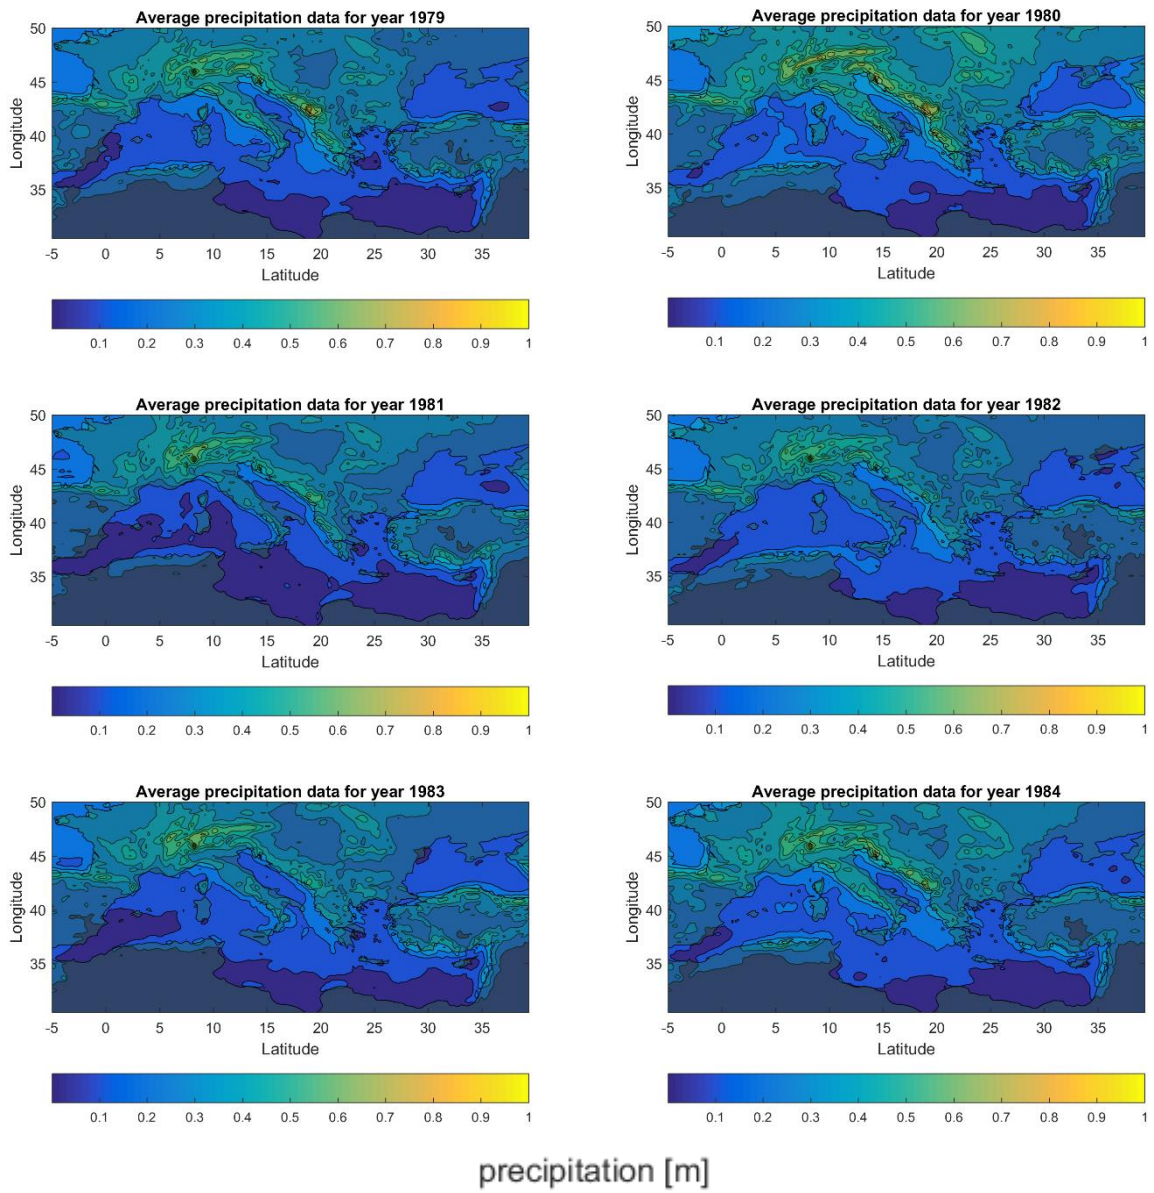 Average precipitation data for year 1979
50
45
40
35
Longitude
-5 0 5 10 15 20 25 30 35
Latitude
0.1 0.2 0.3 0.4 0.5 0.6 0.7 0.8 0.9 1
Average precipitation data for year 1980
50
45
40
35
Longitude
-5 0 5 10 15 20 25 30 35
Latitude
0.1 0.2 0.3 0.4 0.5 0.6 0.7 0.8 0.9 1
Average precipitation data for year 1981
50
45
40
35
Longitude
-5 0 5 10 15 20 25 30 35
Latitude
0.1 0.2 0.3 0.4 0.5 0.6 0.7 0.8 0.9 1
Average precipitation data for year 1982
50
45
40
35
Longitude
-5 0 5 10 15 20 25 30 35
Latitude
0.1 0.2 0.3 0.4 0.5 0.6 0.7 0.8 0.9 1
Average precipitation data for year 1983
50
45
40
35
Longitude
-5 0 5 10 15 20 25 30 35
Latitude
0.1 0.2 0.3 0.4 0.5 0.6 0.7 0.8 0.9 1
Average precipitation data for year 1984
50
45
40
35
Longitude
-5 0 5 10 15 20 25 30 35
Latitude
0.1 0.2 0.3 0.4 0.5 0.6 0.7 0.8 0.9 1
precipitation [m]